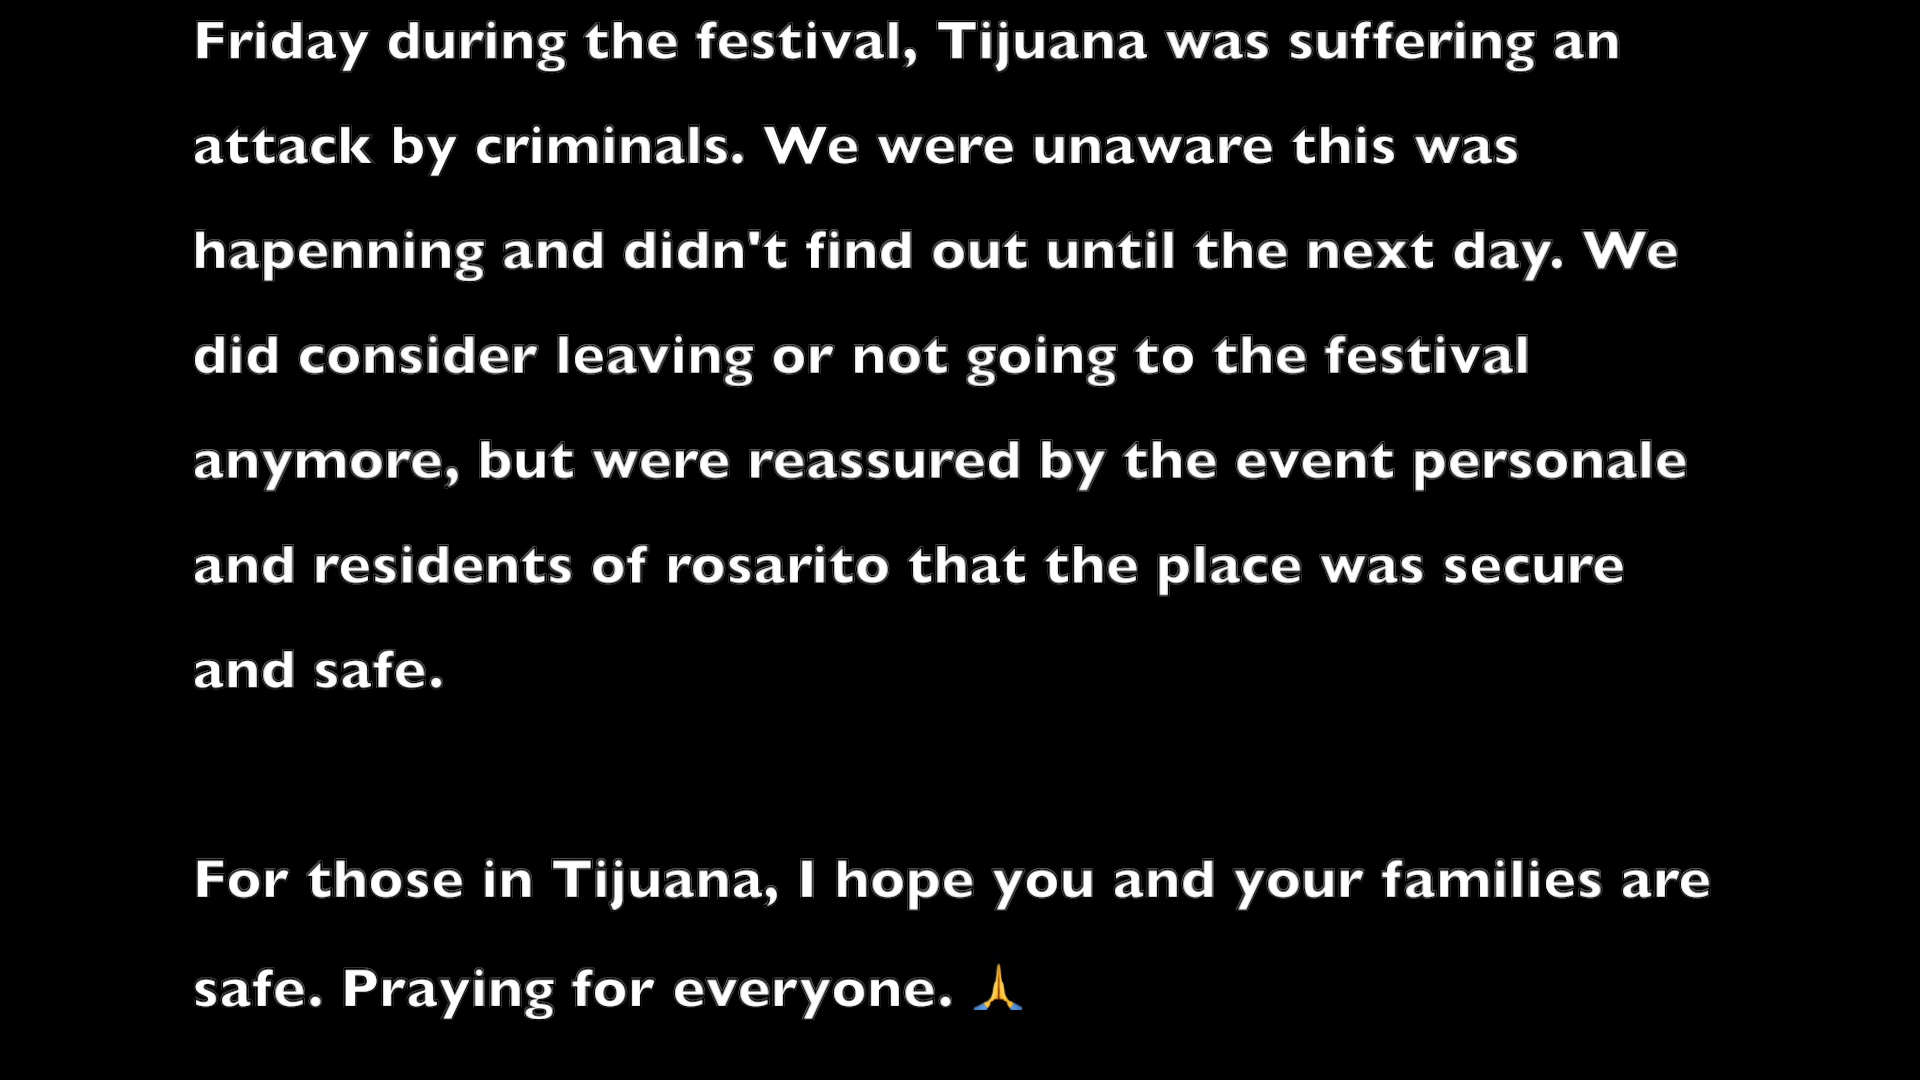 Friday during the festival, Tijuana was suffering an
attack by criminals. We were unaware this was
hapenning and didn't find out until the next day. We
did consider leaving or not going to the festival
anymore, but were reassured by the event personale
and residents of rosarito that the place was secure
and safe.
For those in Tijuana, I hope you and your families are
safe. Praying for everyone. 🙏